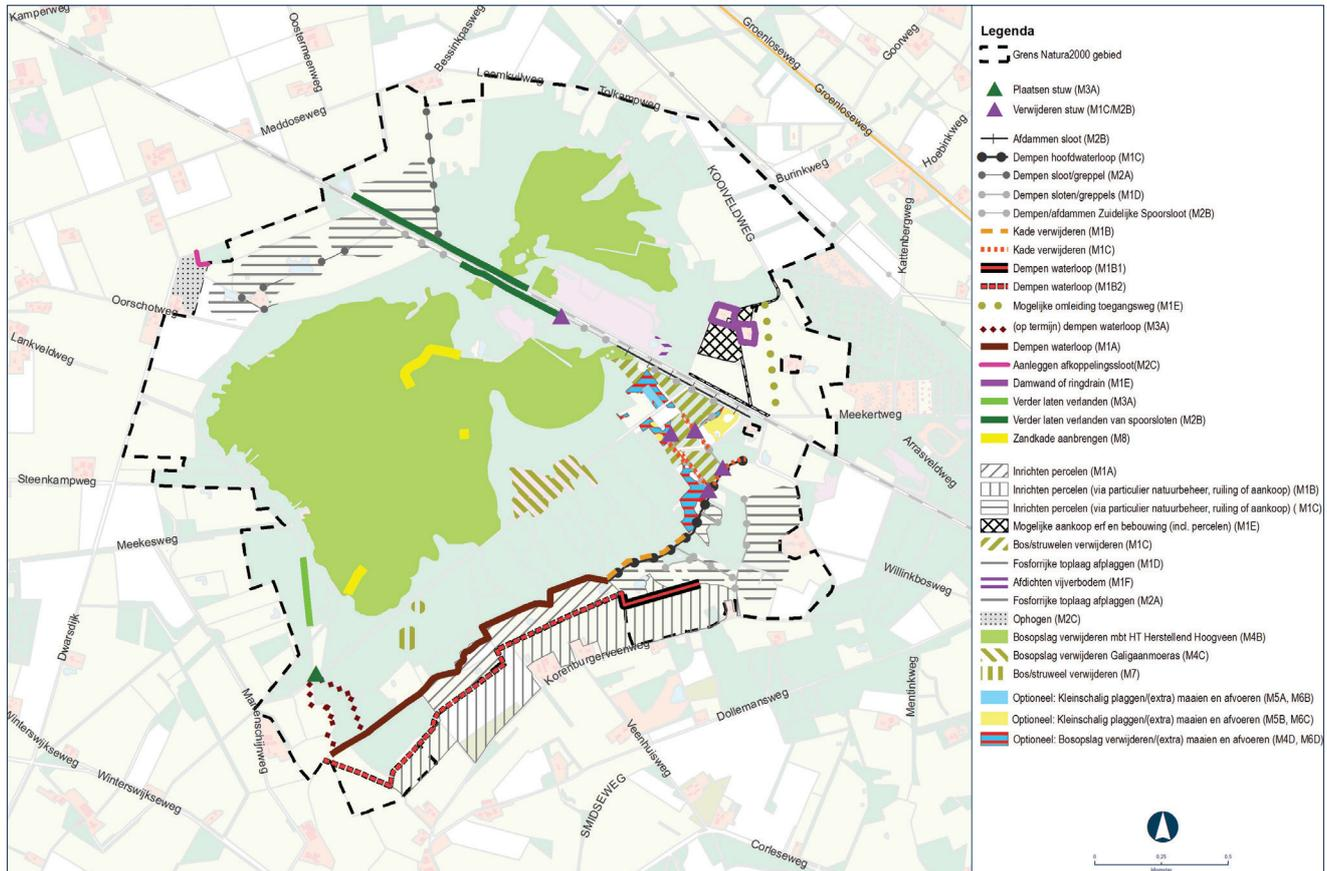 Kamperweg
Oostermeenweg
Bessinkpasweg
Groenloseweg
Goorweg
Leemkuilweg
Tolkampweg
Groenloseweg
Meddoseweg
Hoebinkweg
KOOIVELDWEG
Burinkweg
Kattenbergweg
Oorschotweg
Lankveldweg
Meekertweg
Arrasveldweg
Steenkampweg
Meekesweg
Willinkbosweg
Dwarsdijk
Korenburgerveenweg
Mentinkweg
Dollemansweg
Veenhuisweg
Winterswijkseweg
Winterswijkseweg
SMIDSEWEG
Corleseweg
Legenda
Grens Natura2000 gebied
Plaatsen stuw (M3A)
Verwijderen stuw (M1C/M2B)
Afdammen sloot (M2B)
Dempen hoofdwaterloop (M1C)
Dempen sloot/greppel (M2A)
Dempen sloten/greppels (M1D)
Dempen/afdammen Zuidelijke Spoorsloot (M2B)
Kade verwijderen (M1B)
Kade verwijderen (M1C)
Dempen waterloop (M1B1)
Dempen waterloop (M1B2)
Mogelijke omleiding toegangsweg (M1E)
(op termijn) dempen waterloop (M3A)
Dempen waterloop (M1A)
Aanleggen afkoppelingssloot(M2C)
Damwand of ringdrain (M1E)
Verder laten verlanden (M3A)
Verder laten verlanden van spoorsloten (M2B)
Zandkade aanbrengen (M8)
Inrichten percelen (M1A)
Inrichten percelen (via particulier natuurbeheer, ruiling of aankoop) (M1B)
Inrichten percelen (via particulier natuurbeheer, ruiling of aankoop) ( M1C)
Mogelijke aankoop erf en bebouwing (incl. percelen) (M1E)
Bos/struwelen verwijderen (M1C)
Fosforrijke toplaag afplaggen (M1D)
Afdichten vijverbodem (M1F)
Fosforrijke toplaag afplaggen (M2A)
Ophogen (M2C)
Bosopslag verwijderen mbt HT Herstellend Hoogveen (M4B)
Bosopslag verwijderen Galigaanmoeras (M4C)
Bos/struweel verwijderen (M7)
Optioneel: Kleinschalig plaggen/(extra) maaien en afvoeren (M5A, M6B)
Optioneel: Kleinschalig plaggen/(extra) maaien en afvoeren (M5B, M6C)
Optioneel: Bosopslag verwijderen/(extra) maaien en afvoeren (M4D, M6D)
0 0,25 0,5